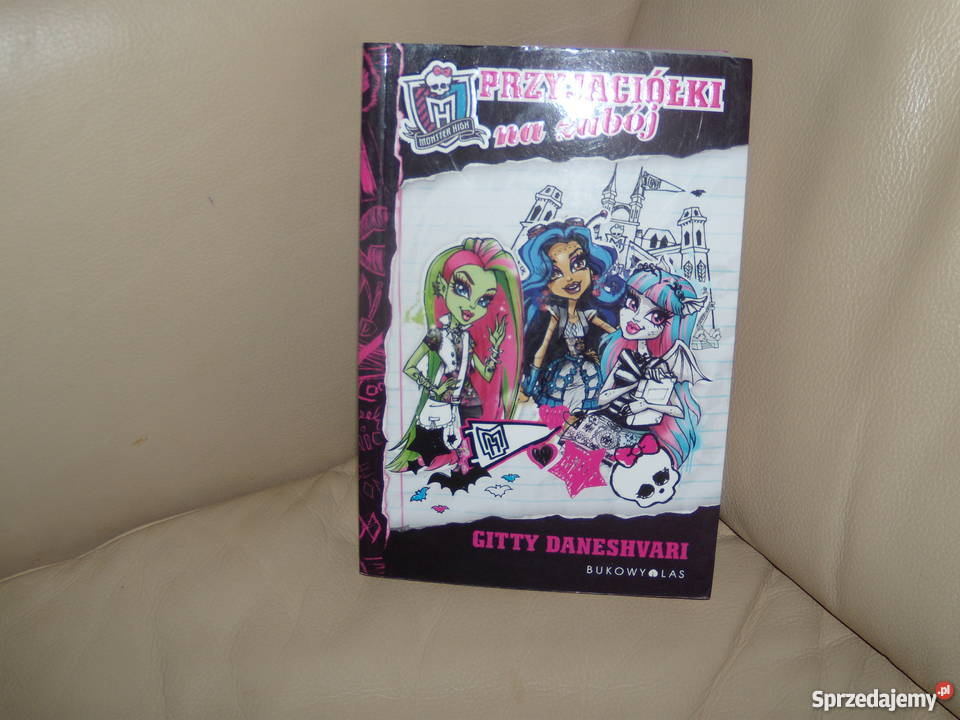 PRZYJACIÓŁKI
na zabój
MONSTER HIGH
GITTY DANESHVARI
BUKOWY LAS
Sprzedajemy.pl